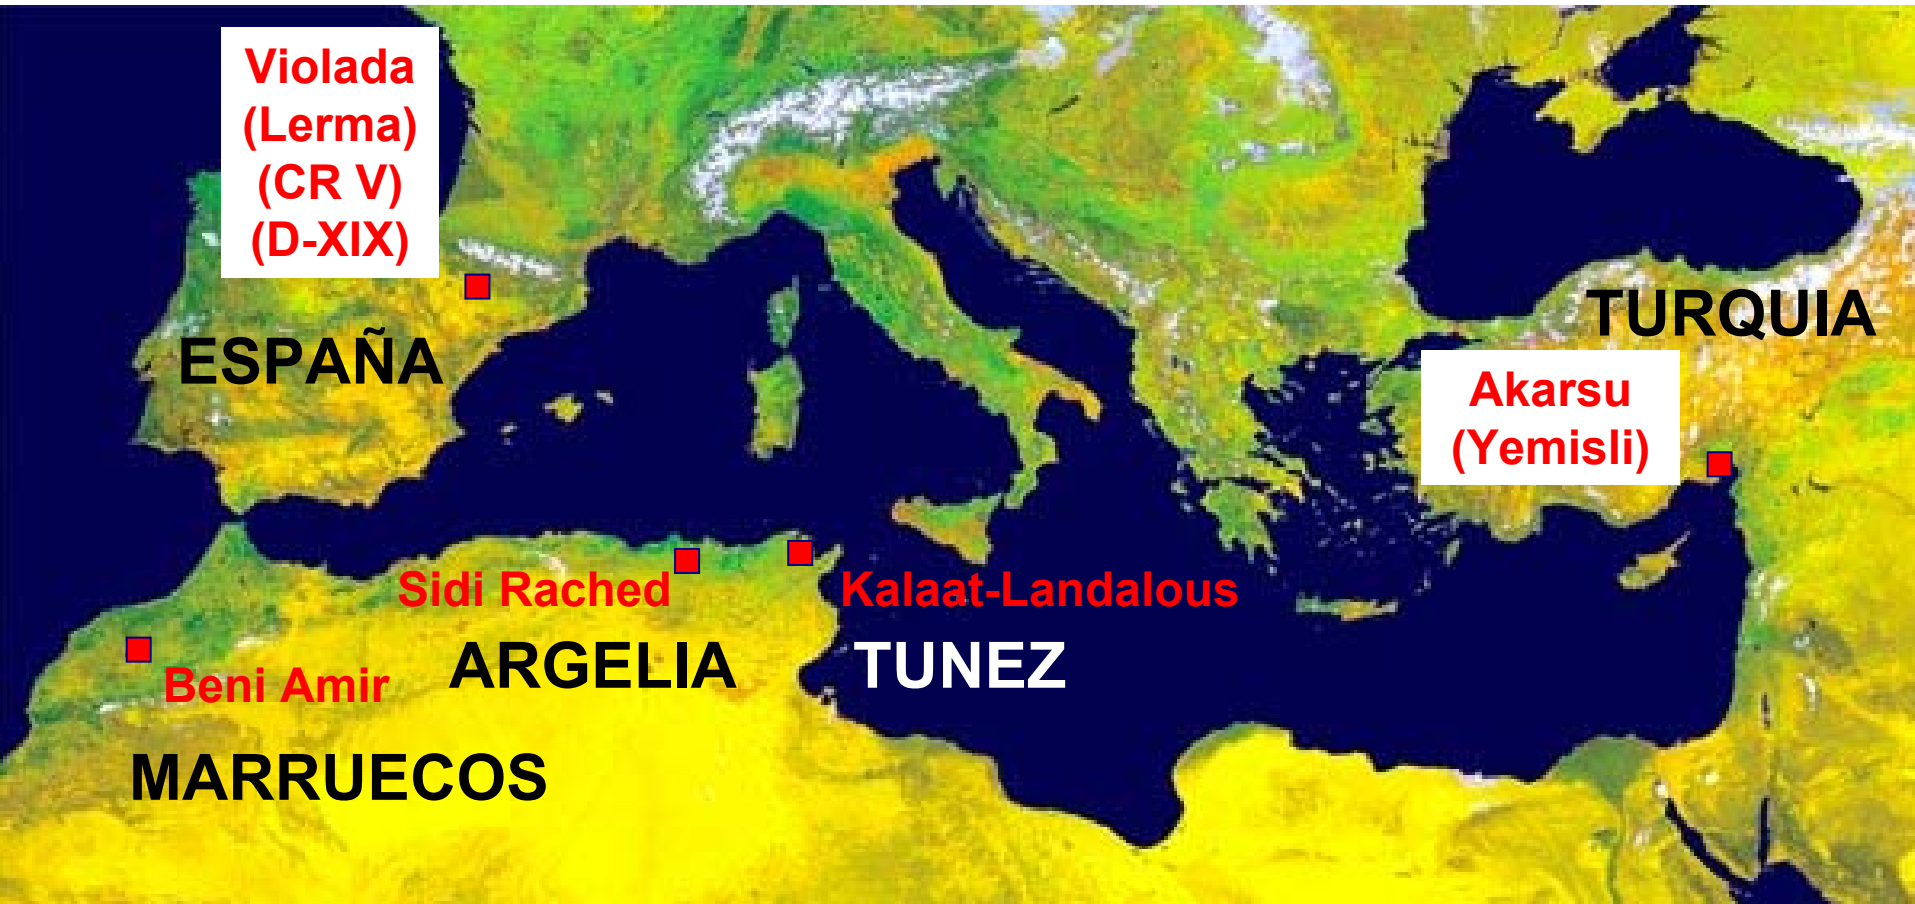 Violada
(Lerma)
(CR V)
(D-XIX)
ESPAÑA
TURQUIA
Akarsu
(Yemisli)
Sidi Rached
Kalaat-Landalous
ARGELIA
TUNEZ
Beni Amir
MARRUECOS